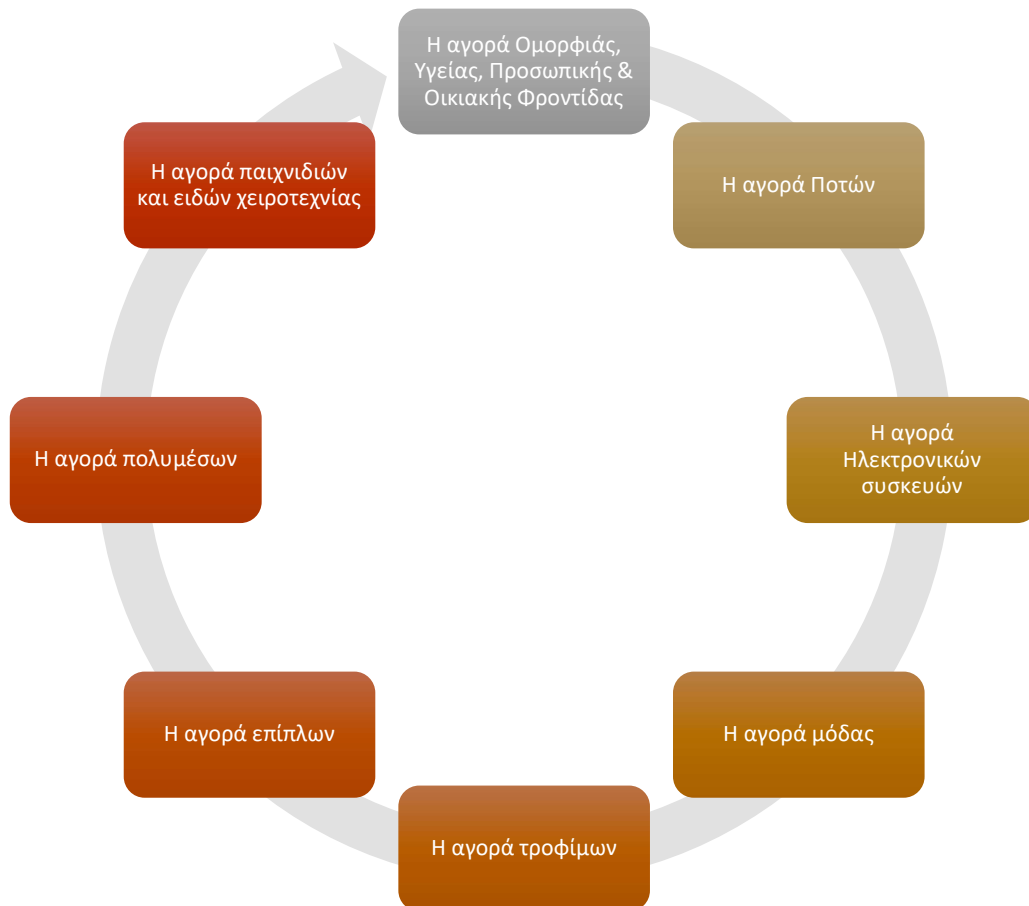 Η αγορά Ομορφιάς,
Υγείας, Προσωπικής &
Οικιακής Φροντίδας
Η αγορά Ποτών
Η αγορά
Ηλεκτρονικών
συσκευών
Η αγορά μόδας
Η αγορά τροφίμων
Η αγορά επίπλων
Η αγορά πολυμέσων
Η αγορά παιχνιδιών
και ειδών χειροτεχνίας